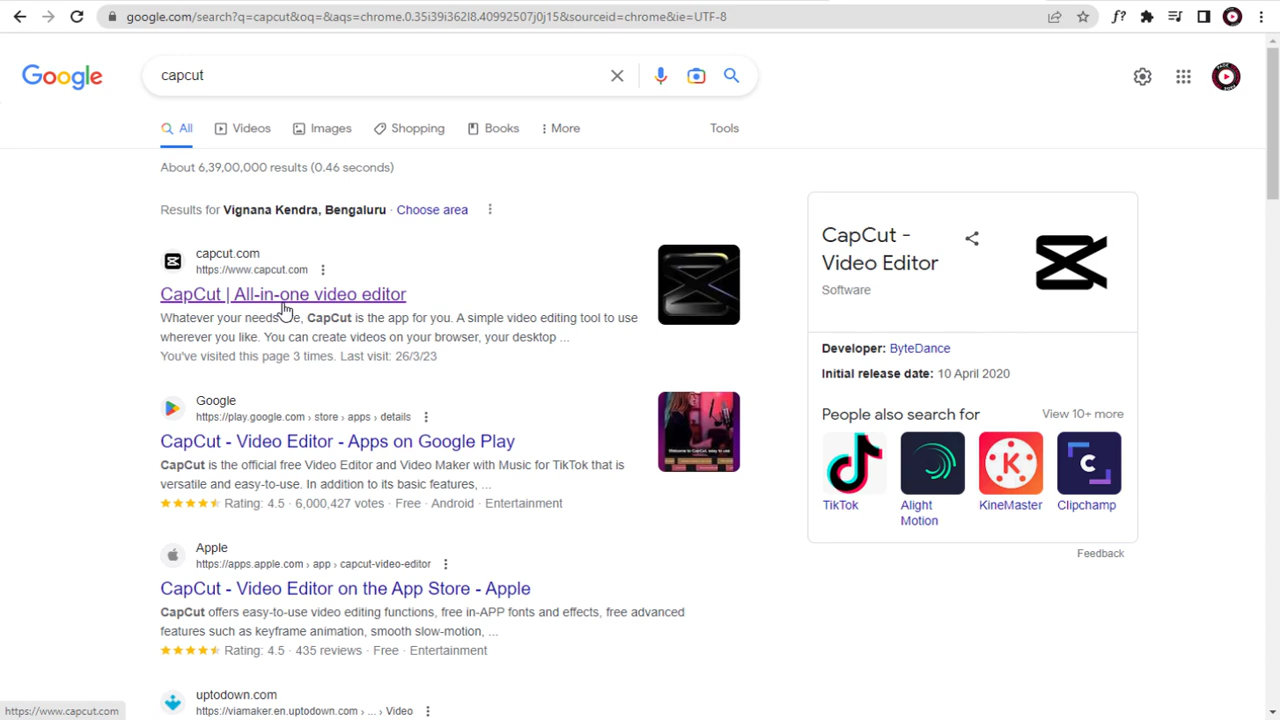 google.com/search?q=capcut&oq=&aqs=chrome.0.35i39i362l8.40992507j0j15&sourceid=chrome&ie=UTF-8
f?
Google
capcut
All
Videos
Images
Shopping
Books
More
Tools
About 6,39,00,000 results (0.46 seconds)
Results for Vignana Kendra, Bengaluru · Choose area
capcut.com
https://www.capcut.com
CapCut | All-in-one video editor
Whatever your needs are, CapCut is the app for you. A simple video editing tool to use
wherever you like. You can create videos on your browser, your desktop ...
You've visited this page 3 times. Last visit: 26/3/23
Google
https://play.google.com › store › apps › details
CapCut - Video Editor - Apps on Google Play
CapCut is the official free Video Editor and Video Maker with Music for TikTok that is
versatile and easy-to-use. In addition to its basic features, ...
Rating: 4.5 · 6,000,427 votes · Free · Android · Entertainment
Apple
https://apps.apple.com › app › capcut-video-editor
CapCut - Video Editor on the App Store - Apple
CapCut offers easy-to-use video editing functions, free in-APP fonts and effects, free advanced
features such as keyframe animation, smooth slow-motion, ...
Rating: 4.5 · 435 reviews · Free · Entertainment
uptodown.com
https://viamaker.en.uptodown.com › ... › Video
CapCut -
Video Editor
Software
Developer: ByteDance
Initial release date: 10 April 2020
People also search for
View 10+ more
TikTok
Alight
Motion
KineMaster
Clipchamp
Feedback
https://www.capcut.com